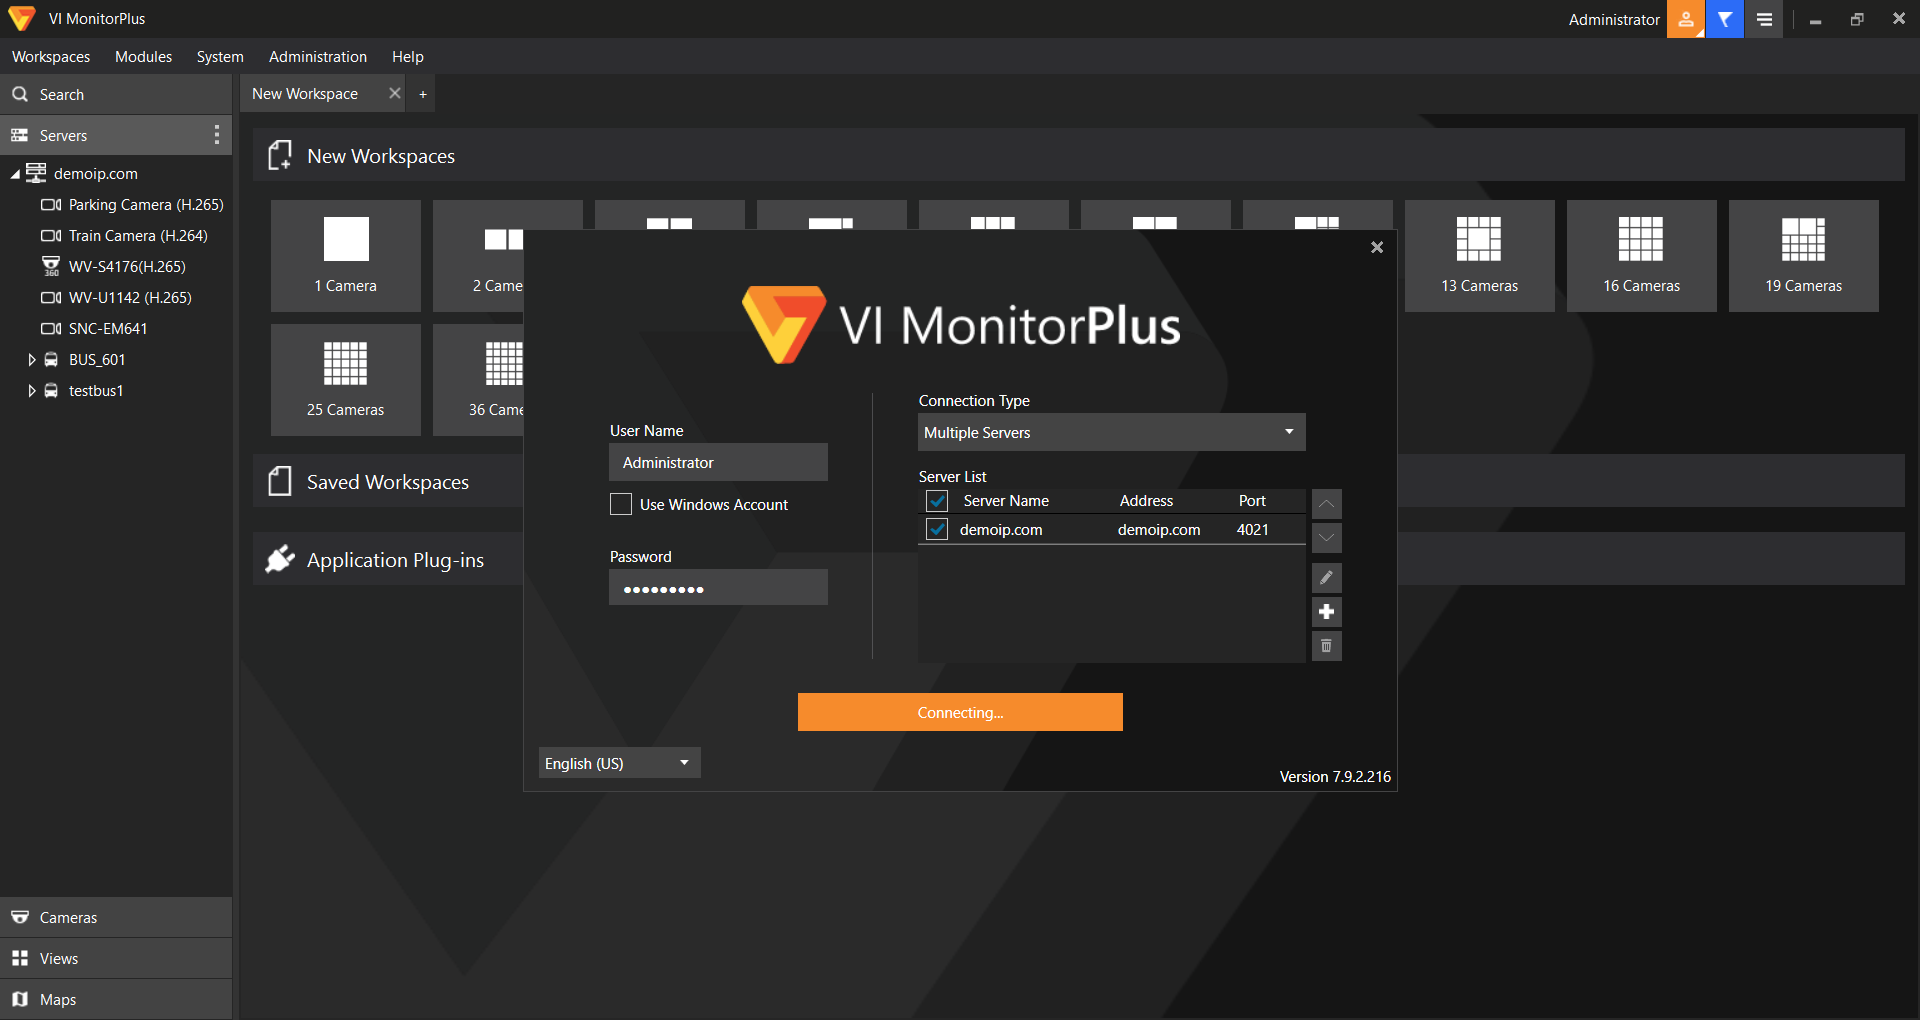 VI MonitorPlus
Administrator
Workspaces Modules System Administration Help
Search
New Workspace
+
Servers
demoip.com
Parking Camera (H.265)
Train Camera (H.264)
360
WV-S4176(H.265)
WV-U1142 (H.265)
SNC-EM641
BUS_601
testbus1
Cameras
Views
Maps
New Workspaces
1 Camera
2 Came
13 Cameras
16 Cameras
19 Cameras
25 Cameras
36 Came
Saved Workspaces
Application Plug-ins
VI MonitorPlus
User Name
Administrator
Use Windows Account
Password
Connection Type
Multiple Servers
Server List
Server Name Address Port
demoip.com demoip.com 4021
Connecting...
English (US)
Version 7.9.2.216